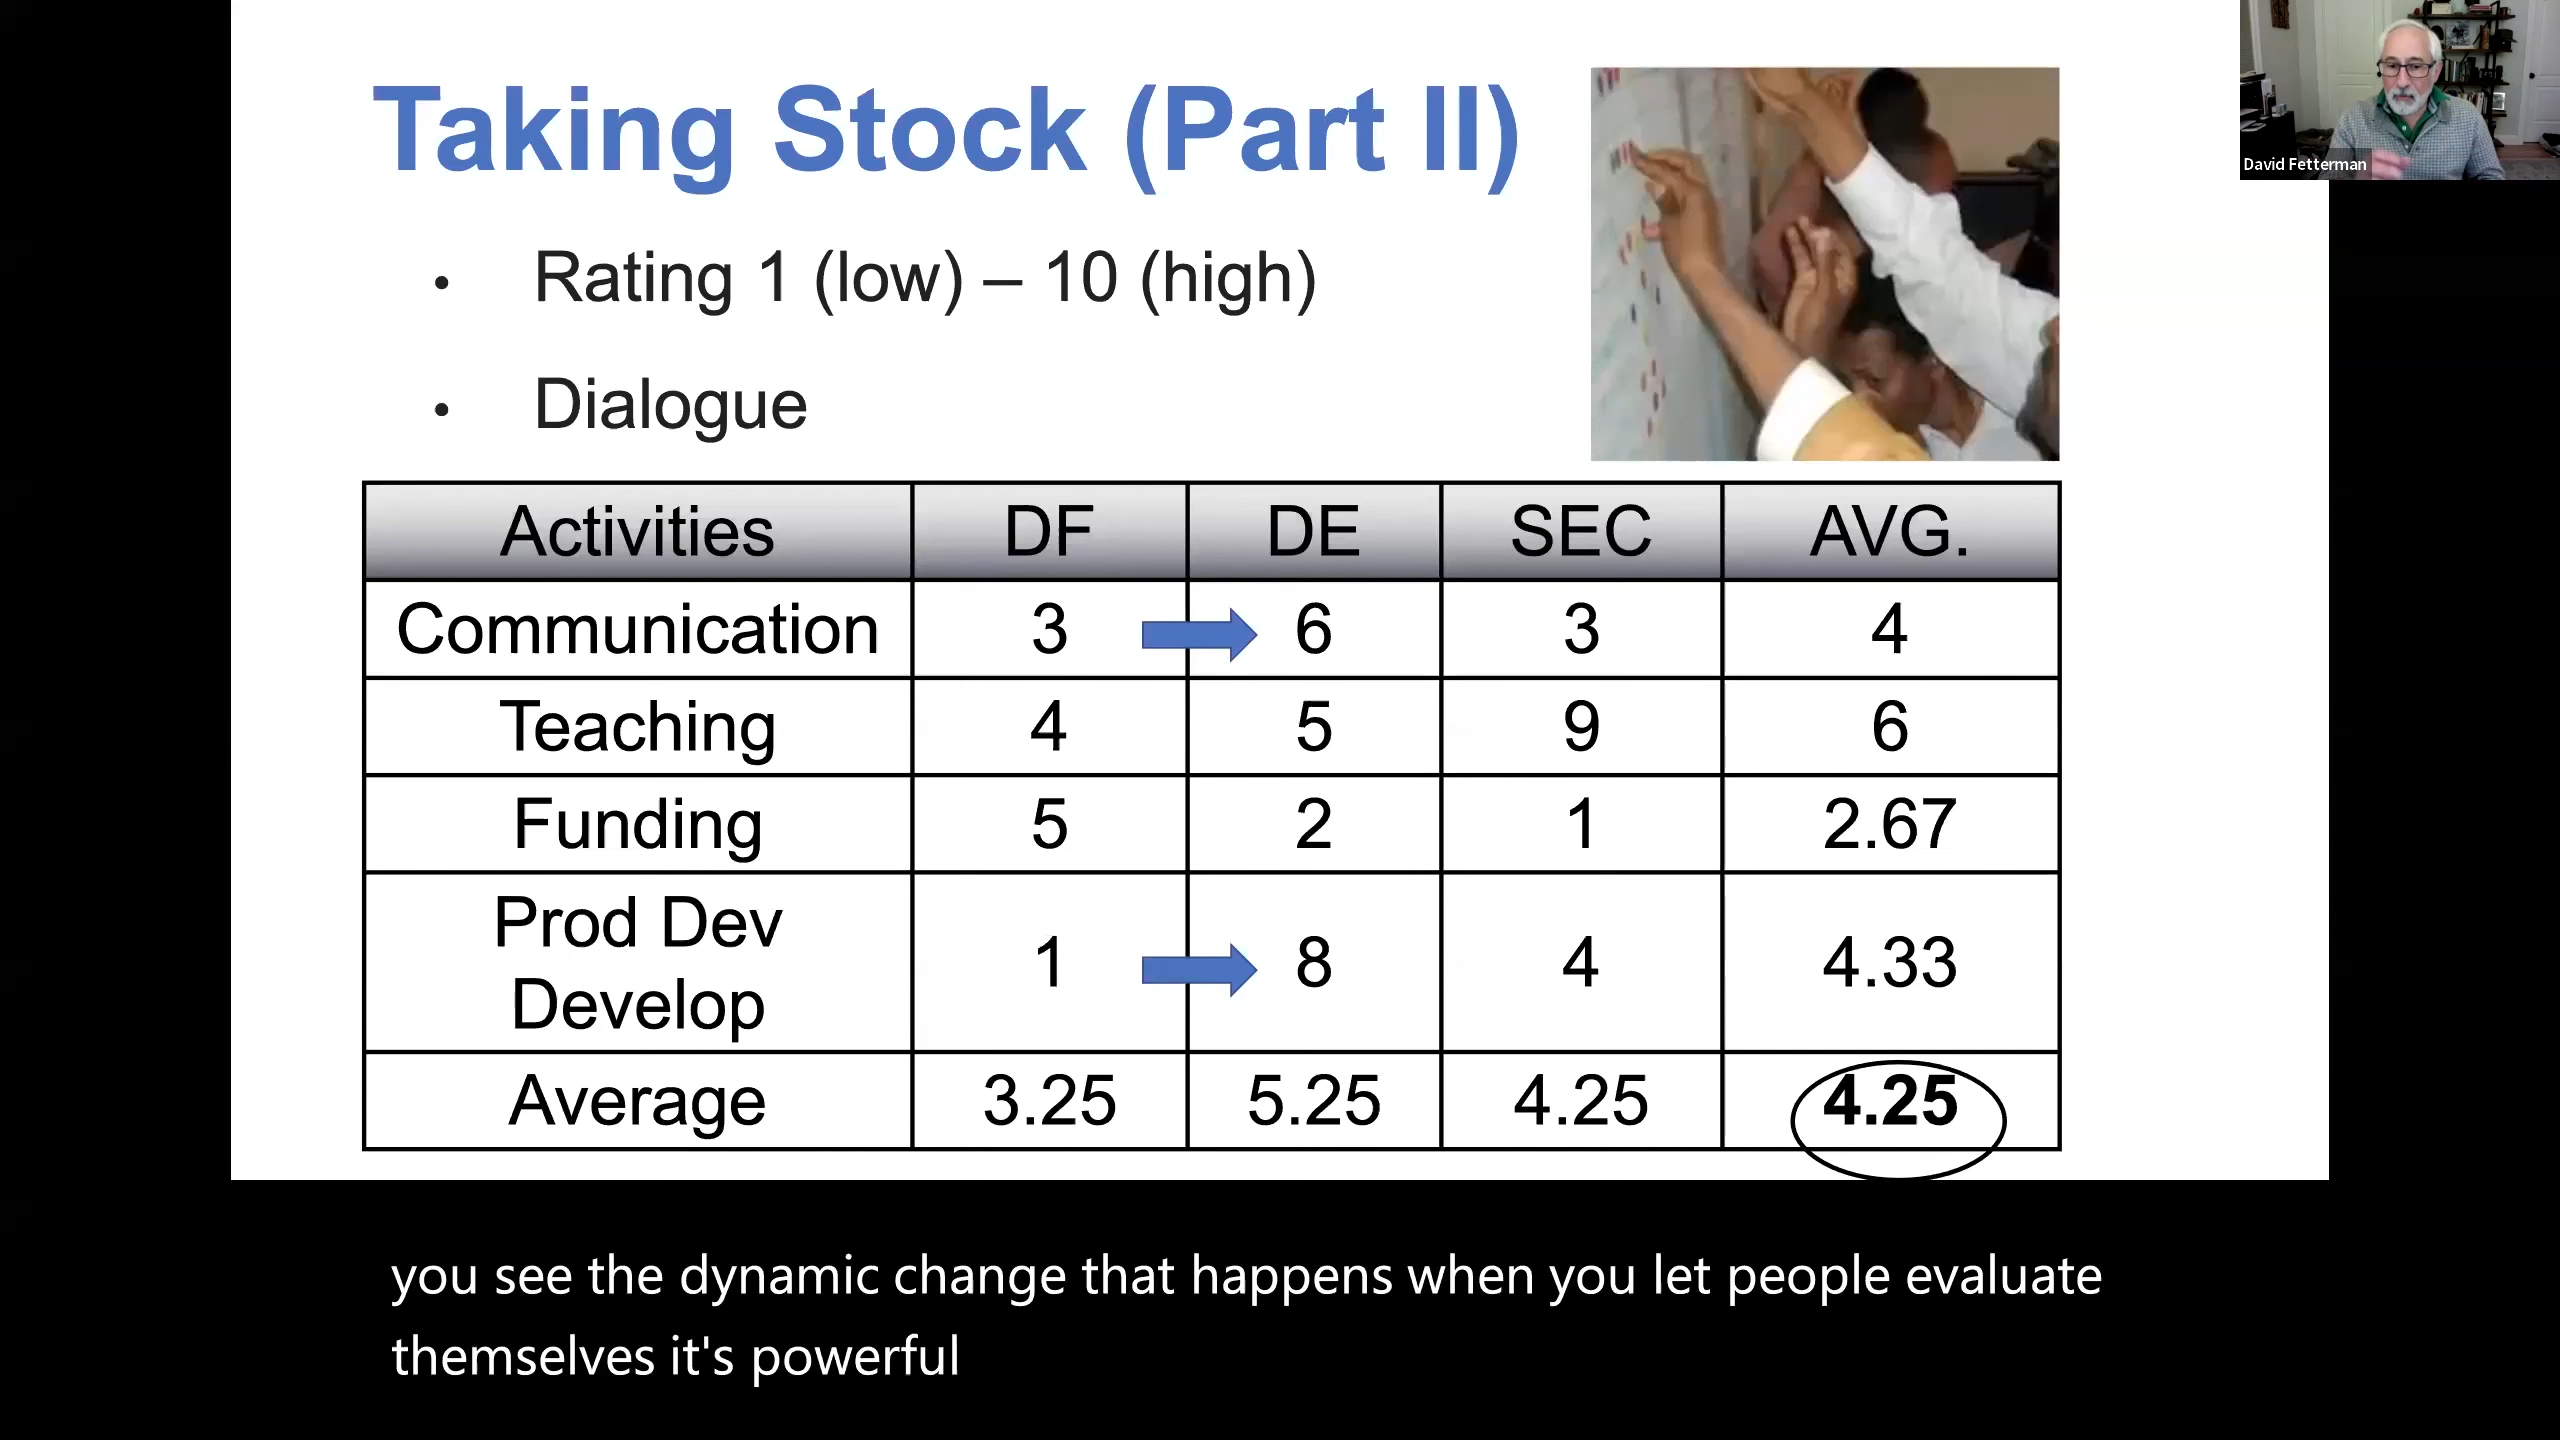 Taking Stock (Part II)
David Fetterman
• Rating 1 (low) – 10 (high)
• Dialogue
Activities DF DE SEC AVG.
Communication 3 6 3 4
Teaching 4 5 9 6
Funding 5 2 1 2.67
Prod Dev
Develop 1 8 4 4.33
Average 3.25 5.25 4.25 4.25
you see the dynamic change that happens when you let people evaluate
themselves it's powerful